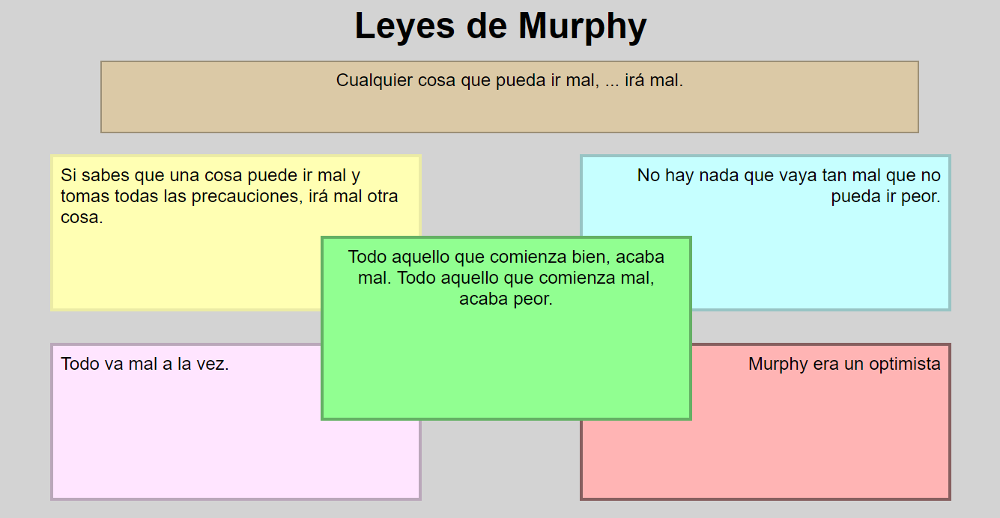 Leyes de Murphy
Cualquier cosa que pueda ir mal, ... irá mal.
Si sabes que una cosa puede ir mal y
tomas todas las precauciones, irá mal otra
cosa.
No hay nada que vaya tan mal que no
pueda ir peor.
Todo aquello que comienza bien, acaba
mal. Todo aquello que comienza mal,
acaba peor.
Todo va mal a la vez.
Murphy era un optimista